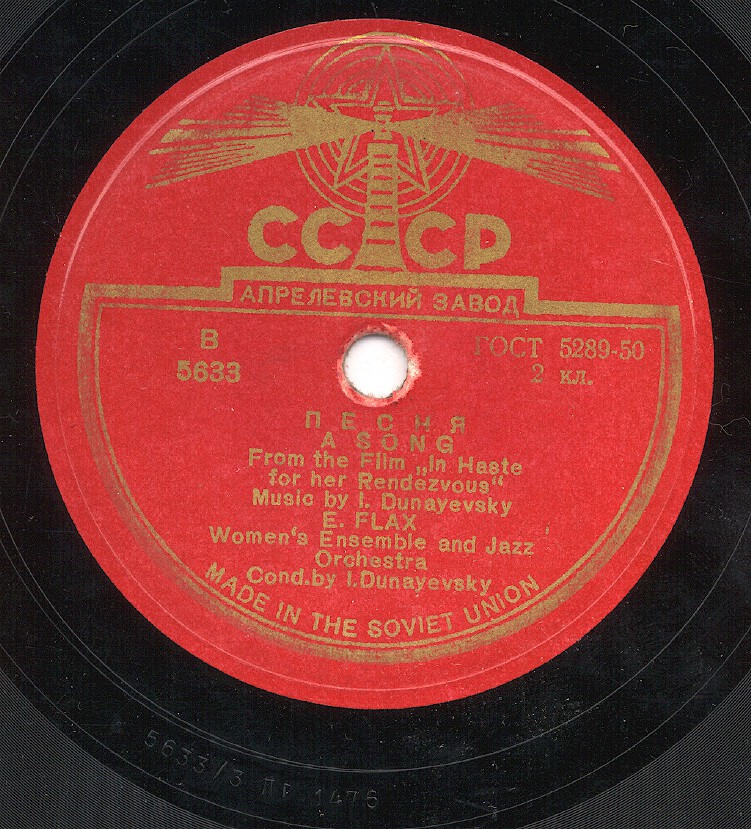 СССР
АПРЕЛЕВСКИЙ ЗАВОД
В
5633
ГОСТ 5289-50
2 кл.
ПЕСНЯ
A SONG
From the Film „In Haste
for her Rendezvous“
Music by I. Dunayevsky
E. FLAX
Women's Ensemble and Jazz
Orchestra
Cond.by I.Dunayevsky
MADE IN THE SOVIET UNION
5633/3 ПГ 1476